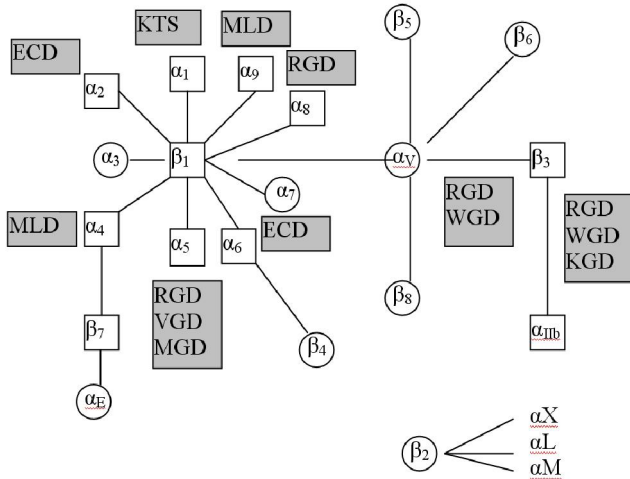 KTS
MLD
β5
β6
ECD
α1
α9
RGD
α2
α8
α3
β1
αV
β3
α7
RGD
WGD
RGD
WGD
KGD
MLD
α4
α5
α6
ECD
RGD
VGD
MGD
β8
β7
β4
αIIb
αE
β2
αX
αL
αM